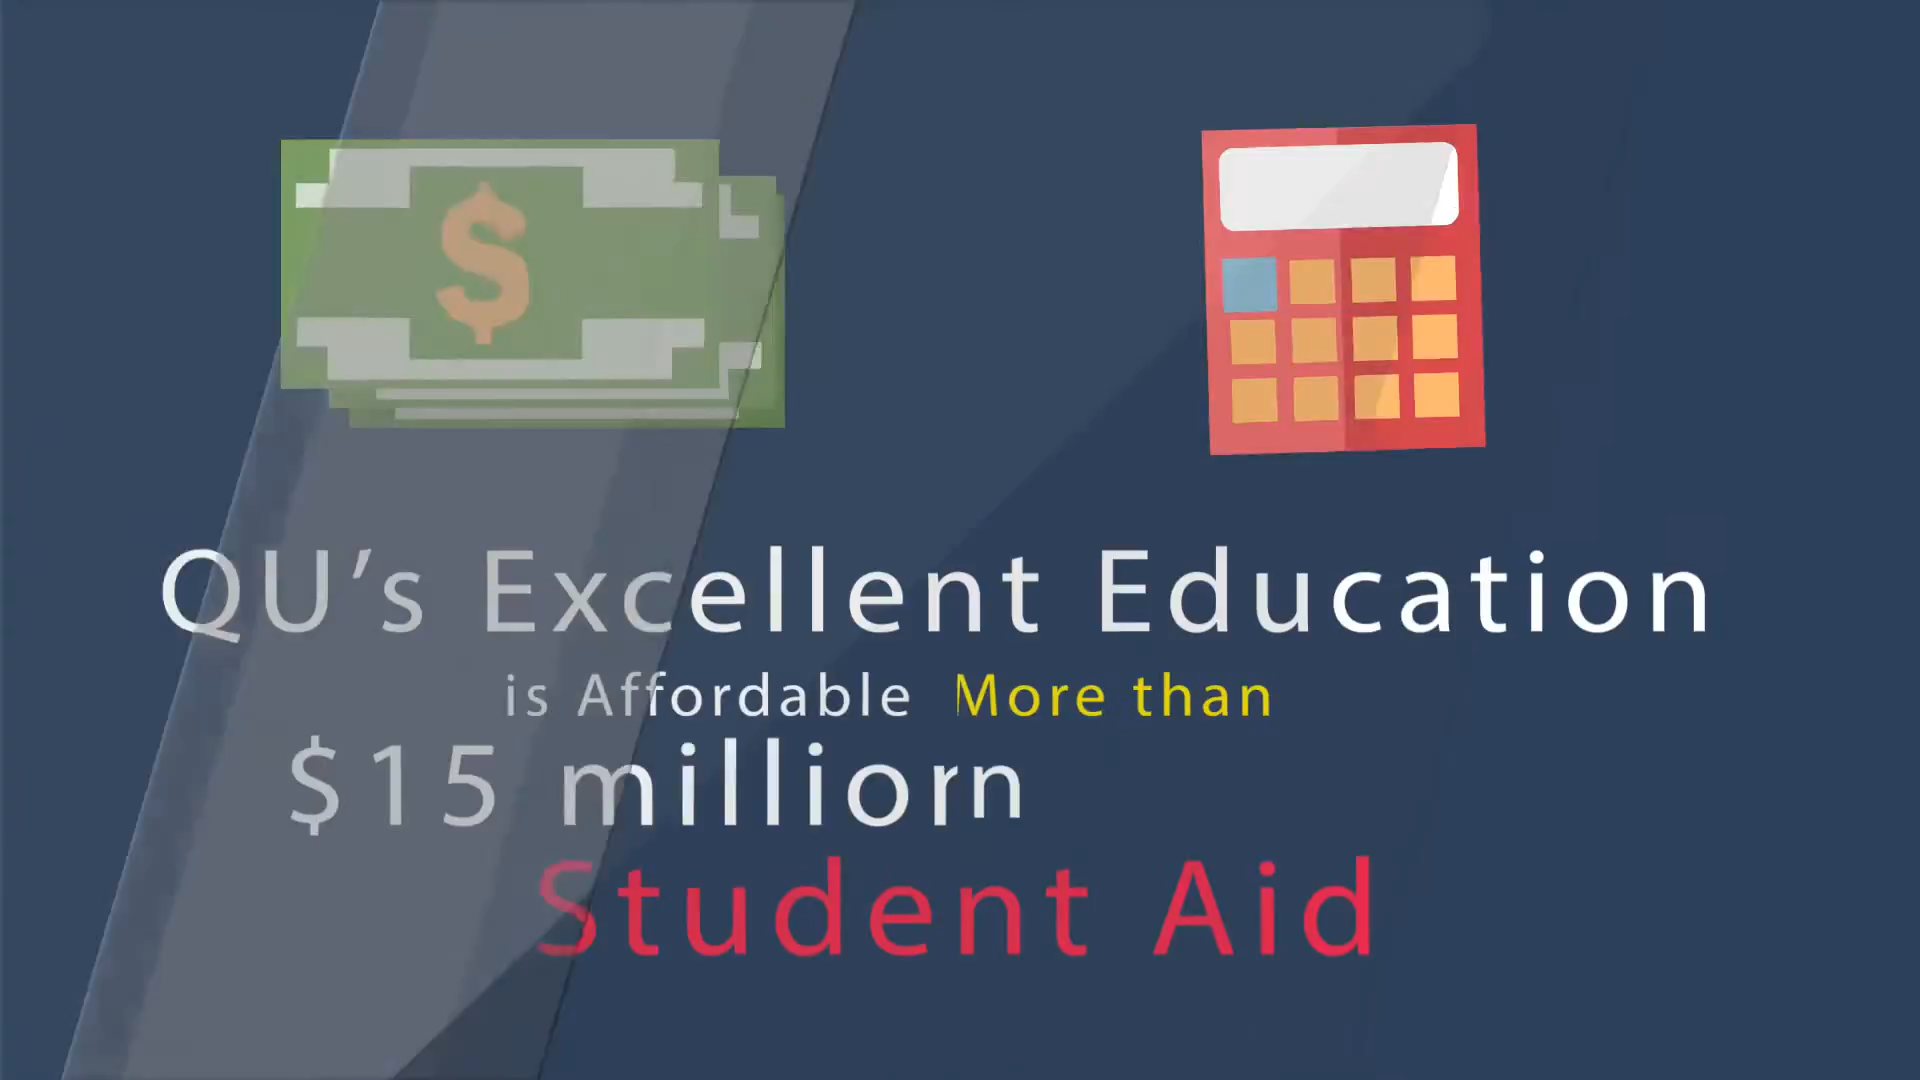 $
QU’s Excellent Education
is Affordable More than
$15 milliorn
Student Aid